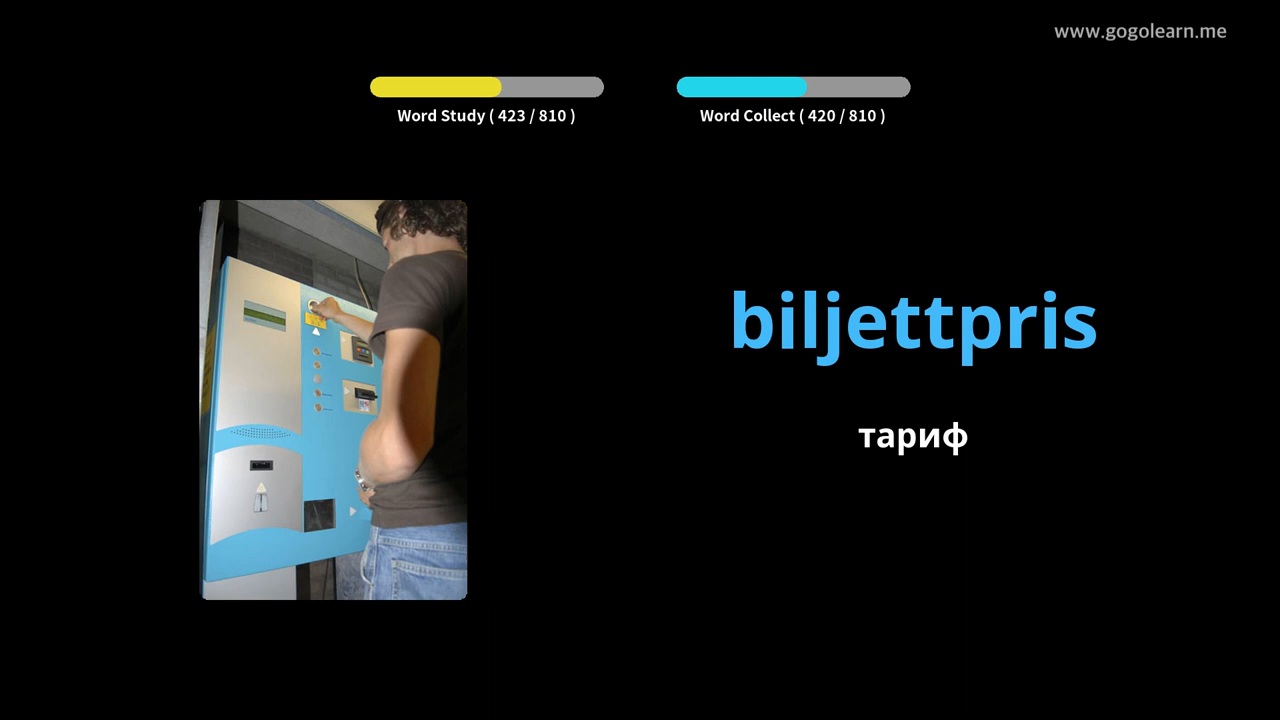 www.gogolearn.me
Word Study ( 423 / 810 )
Word Collect ( 420 / 810 )
biljettpris
тариф